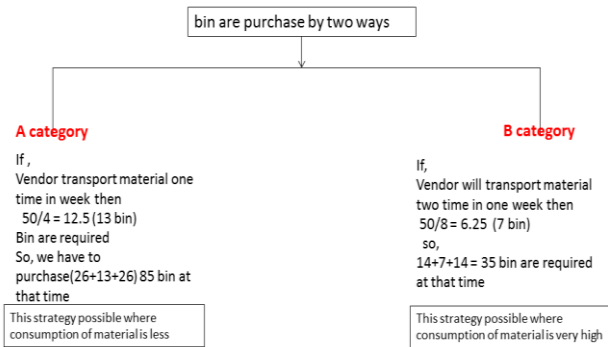 bin are purchase by two ways
A category
If ,
Vendor transport material one
time in week then
50/4 = 12.5 (13 bin)
Bin are required
So, we have to
purchase(26+13+26) 85 bin at
that time
This strategy possible where
consumption of material is less
B category
If,
Vendor will transport material
two time in one week then
50/8 = 6.25 (7 bin)
so,
14+7+14 = 35 bin are required
at that time
This strategy possible where
consumption of material is very high